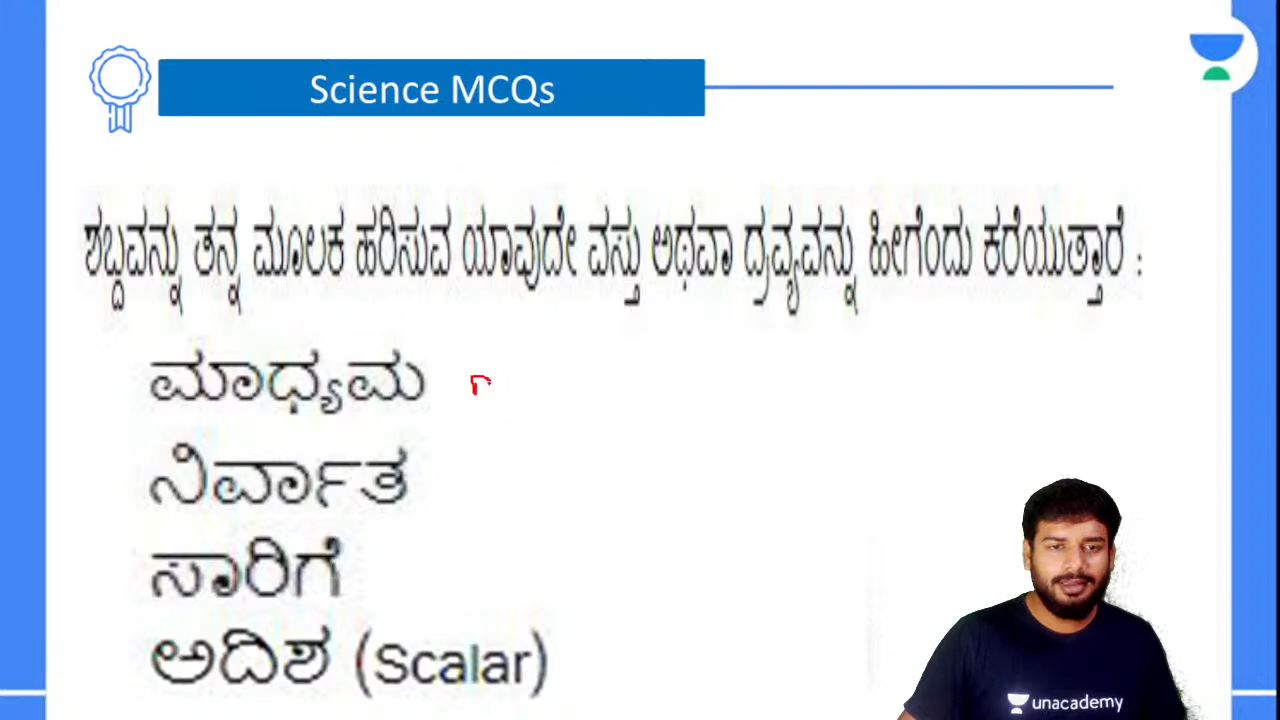 Science MCQs
ಶಬ್ದವನ್ನು ತನ್ನ ಮೂಲಕ ಹರಿಸುವ ಯಾವುದೇ ವಸ್ತು ಅಥವಾ ದ್ರವ್ಯವನ್ನು ಹೀಗೆಂದು ಕರೆಯುತ್ತಾರೆ :
ಮಾಧ್ಯಮ
ನಿರ್ವಾತ
ಸಾರಿಗೆ
ಅದಿಶ (Scalar)
unacademy